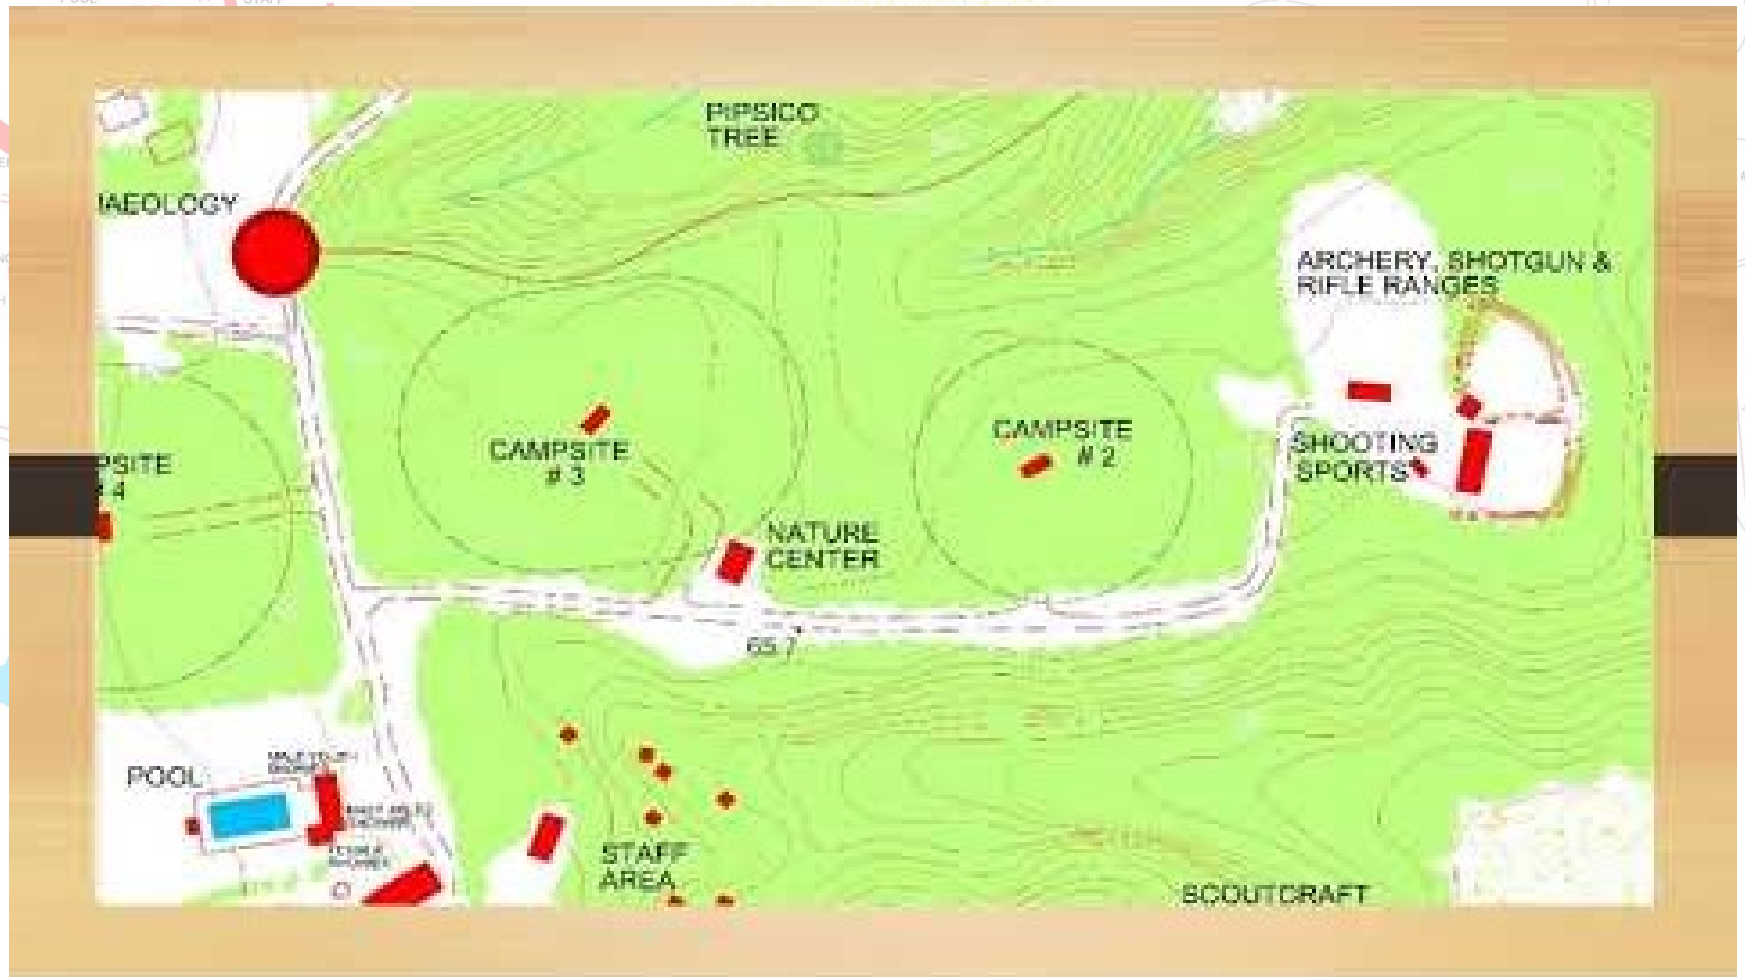 PIPSICO
TREE
IAEOLOGY
ARCHERY, SHOTGUN &
RIFLE RANGES
CAMPSITE
# 3
CAMPSITE
# 2
SHOOTING
SPORTS
PSITE
# 4
NATURE
CENTER
65.7
POOL
STAFF
AREA
SCOUTCRAFT